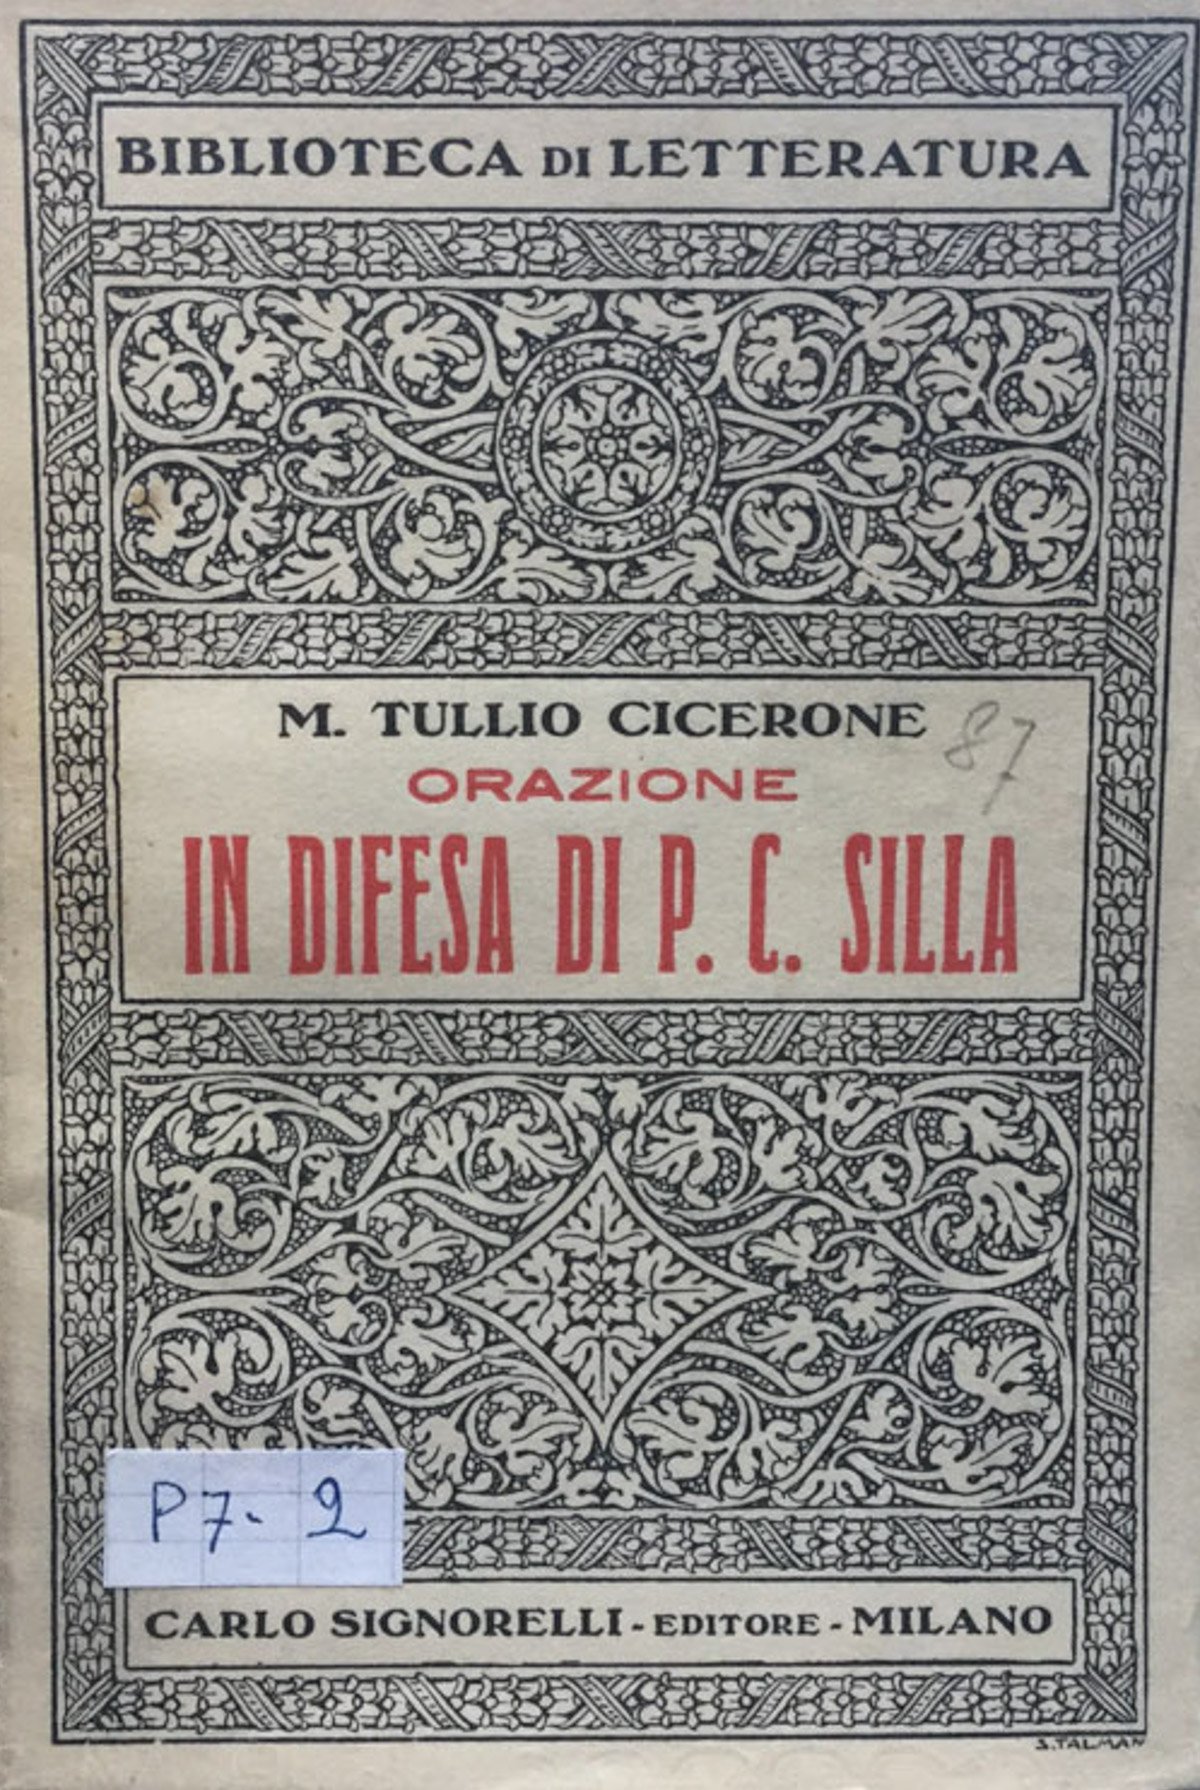 BIBLIOTECA DI LETTERATURA
M. TULLIO CICERONE
87
ORAZIONE
IN DIFESA DI P. C. SILLA
P7- 2
CARLO SIGNORELLI - EDITORE - MILANO
S. TALMAN